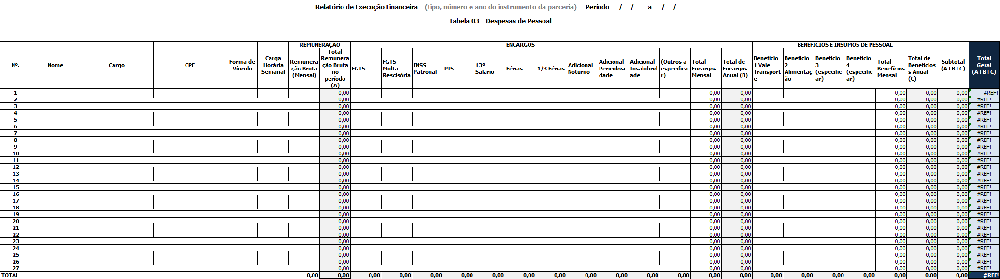 Relatório de Execução Financeira - (tipo, número e ano do instrumento da parceria) - Período __/__/___ a __/__/___
Tabela 03 - Despesas de Pessoal
REMUNERAÇÃO ENCARGOS BENEFÍCIOS E INSUMOS DE PESSOAL
Nº.
Nome
Cargo
CPF
Forma de
Vínculo
Carga
Horária
Semanal
Remunera
ção Bruta
(Mensal)
Total
Remunera
ção Bruta
no
período
(A)
FGTS
FGTS
Multa
Rescisória
INSS
Patronal
PIS
13º
Salário
Férias
1/3 Férias
Adicional
Noturno
Adicional
Periculosi
dade
Adicional
Insalubrid
ade
(Outros a
especifica
r)
Total
Encargos
Mensal
Total de
Encargos
Anual (B)
Benefício
1 Vale
Transport
e
Benefício
2
Alimentaç
ão
Benefício
3
(especific
ar)
Benefício
4
(especific
ar)
Total
Benefícios
Mensal
Total de
Benefício
s Anual
(C)
Subtotal
(A+B+C)
Total
Geral
(A+B+C)
1 0,00 0,00 0,00 0,00 0,00 0,00 #REF!
2 0,00 0,00 0,00 0,00 0,00 0,00 #REF!
3 0,00 0,00 0,00 0,00 0,00 0,00 #REF!
4 0,00 0,00 0,00 0,00 0,00 0,00 #REF!
5 0,00 0,00 0,00 0,00 0,00 0,00 #REF!
6 0,00 0,00 0,00 0,00 0,00 0,00 #REF!
7 0,00 0,00 0,00 0,00 0,00 0,00 #REF!
8 0,00 0,00 0,00 0,00 0,00 0,00 #REF!
9 0,00 0,00 0,00 0,00 0,00 0,00 #REF!
10 0,00 0,00 0,00 0,00 0,00 0,00 #REF!
11 0,00 0,00 0,00 0,00 0,00 0,00 #REF!
12 0,00 0,00 0,00 0,00 0,00 0,00 #REF!
13 0,00 0,00 0,00 0,00 0,00 0,00 #REF!
14 0,00 0,00 0,00 0,00 0,00 0,00 #REF!
15 0,00 0,00 0,00 0,00 0,00 0,00 #REF!
16 0,00 0,00 0,00 0,00 0,00 0,00 #REF!
17 0,00 0,00 0,00 0,00 0,00 0,00 #REF!
18 0,00 0,00 0,00 0,00 0,00 0,00 #REF!
19 0,00 0,00 0,00 0,00 0,00 0,00 #REF!
20 0,00 0,00 0,00 0,00 0,00 0,00 #REF!
21 0,00 0,00 0,00 0,00 0,00 0,00 #REF!
22 0,00 0,00 0,00 0,00 0,00 0,00 #REF!
23 0,00 0,00 0,00 0,00 0,00 0,00 #REF!
24 0,00 0,00 0,00 0,00 0,00 0,00 #REF!
25 0,00 0,00 0,00 0,00 0,00 0,00 #REF!
26 0,00 0,00 0,00 0,00 0,00 0,00 #REF!
27 0,00 0,00 0,00 0,00 0,00 0,00 #REF!
TOTAL 0,00 0,00 0,00 0,00 0,00 0,00 0,00 0,00 0,00 0,00 0,00 0,00 0,00 0,00 0,00 0,00 0,00 0,00 0,00 0,00 0,00 0,00 #REF!